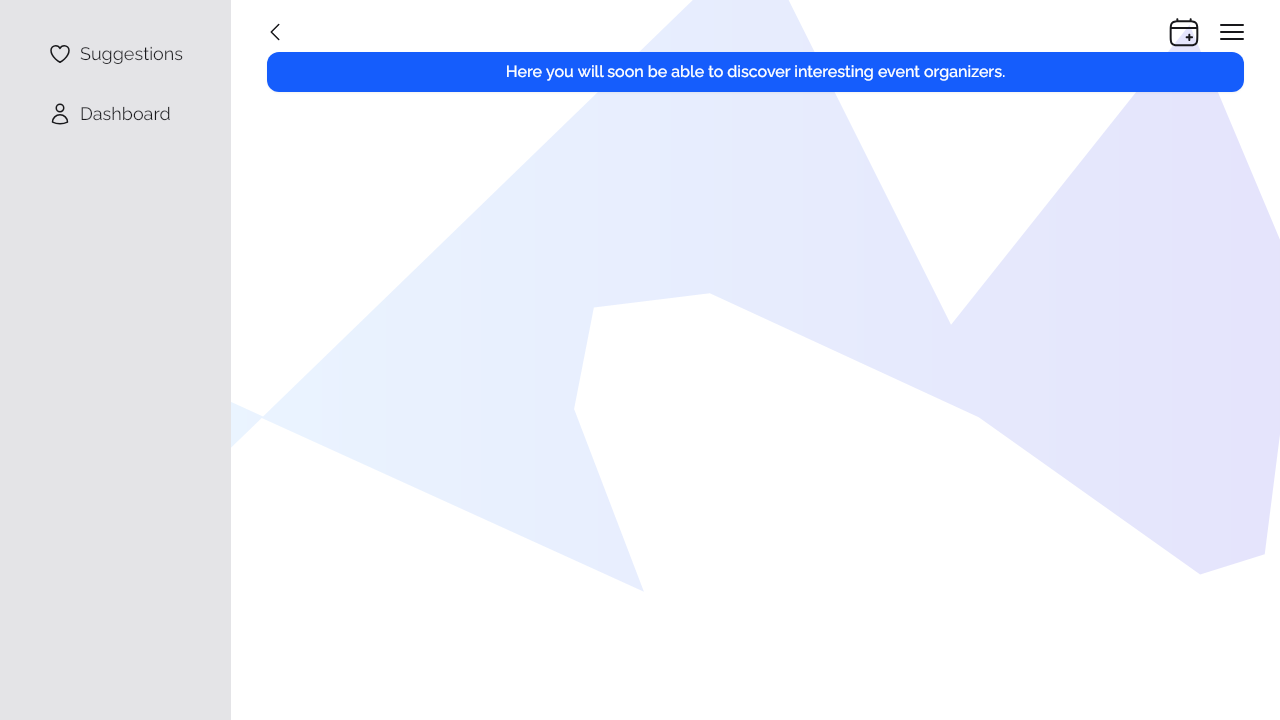 Suggestions
Dashboard
Here you will soon be able to discover interesting event organizers.